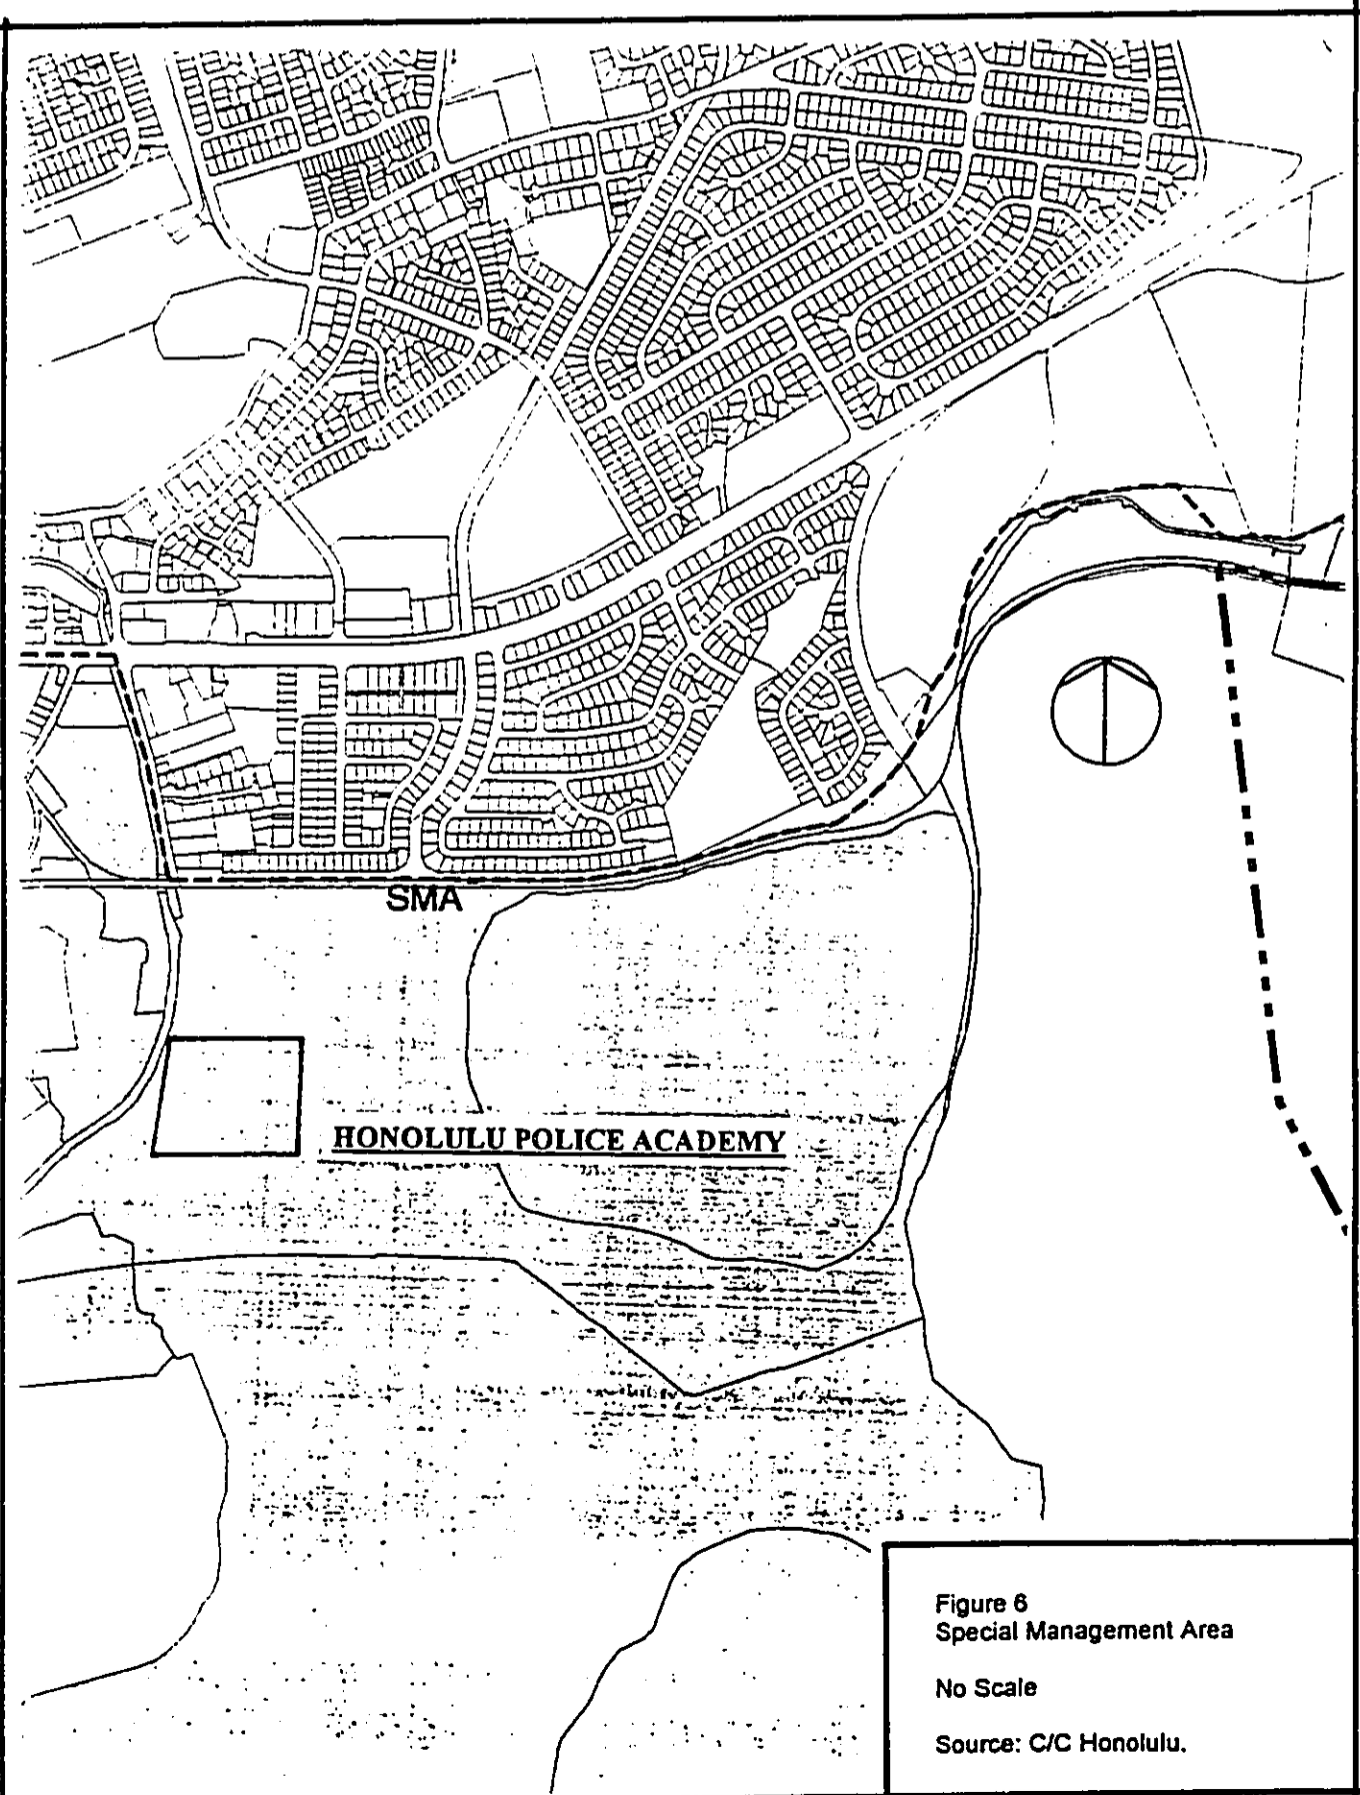 SMA
HONOLULU POLICE ACADEMY
Figure 6
Special Management Area
No Scale
Source: C/C Honolulu.